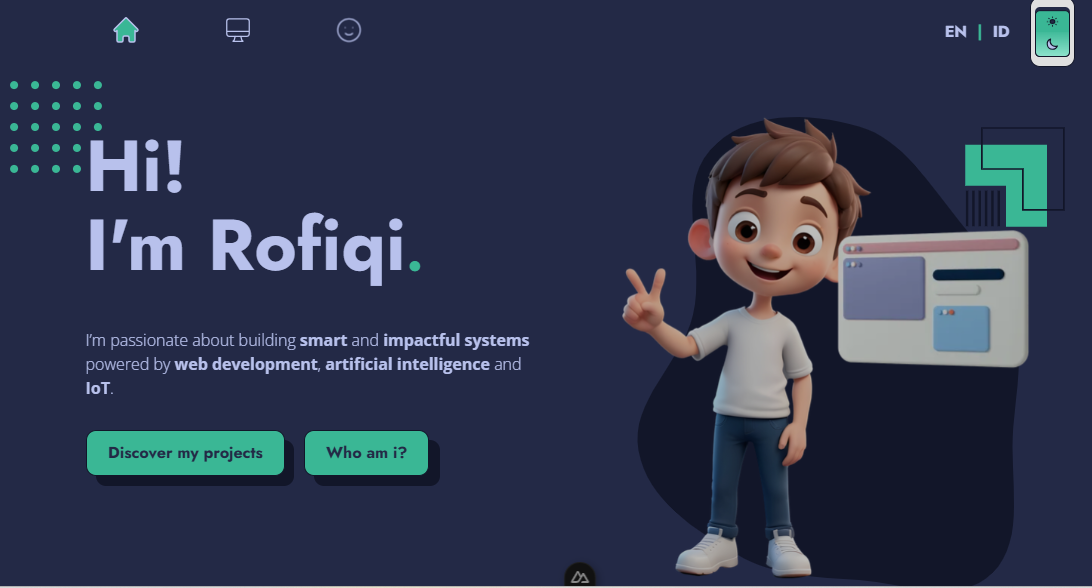 EN | ID
Hi!
I'm Rofiqi.
I'm passionate about building smart and impactful systems
powered by web development, artificial intelligence and
IoT.
Discover my projects
Who am i?